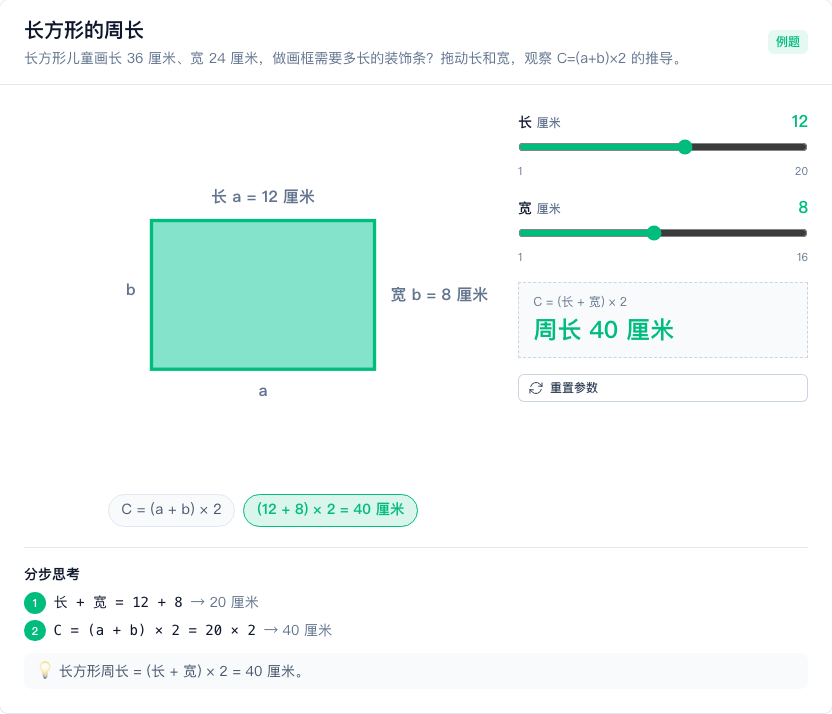 长方形的周长
长方形儿童画长 36 厘米、宽 24 厘米，做画框需要多长的装饰条？拖动长和宽，观察 C=(a+b)×2 的推导。
例题
长 a = 12 厘米
b
宽 b = 8 厘米
a
C = (a + b) × 2
(12 + 8) × 2 = 40 厘米
长 厘米
12
1
20
宽 厘米
8
1
16
C = (长 + 宽) × 2
周长 40 厘米
重置参数
分步思考
1 长 + 宽 = 12 + 8 → 20 厘米
2 C = (a + b) × 2 = 20 × 2 → 40 厘米
长方形周长 = (长 + 宽) × 2 = 40 厘米。